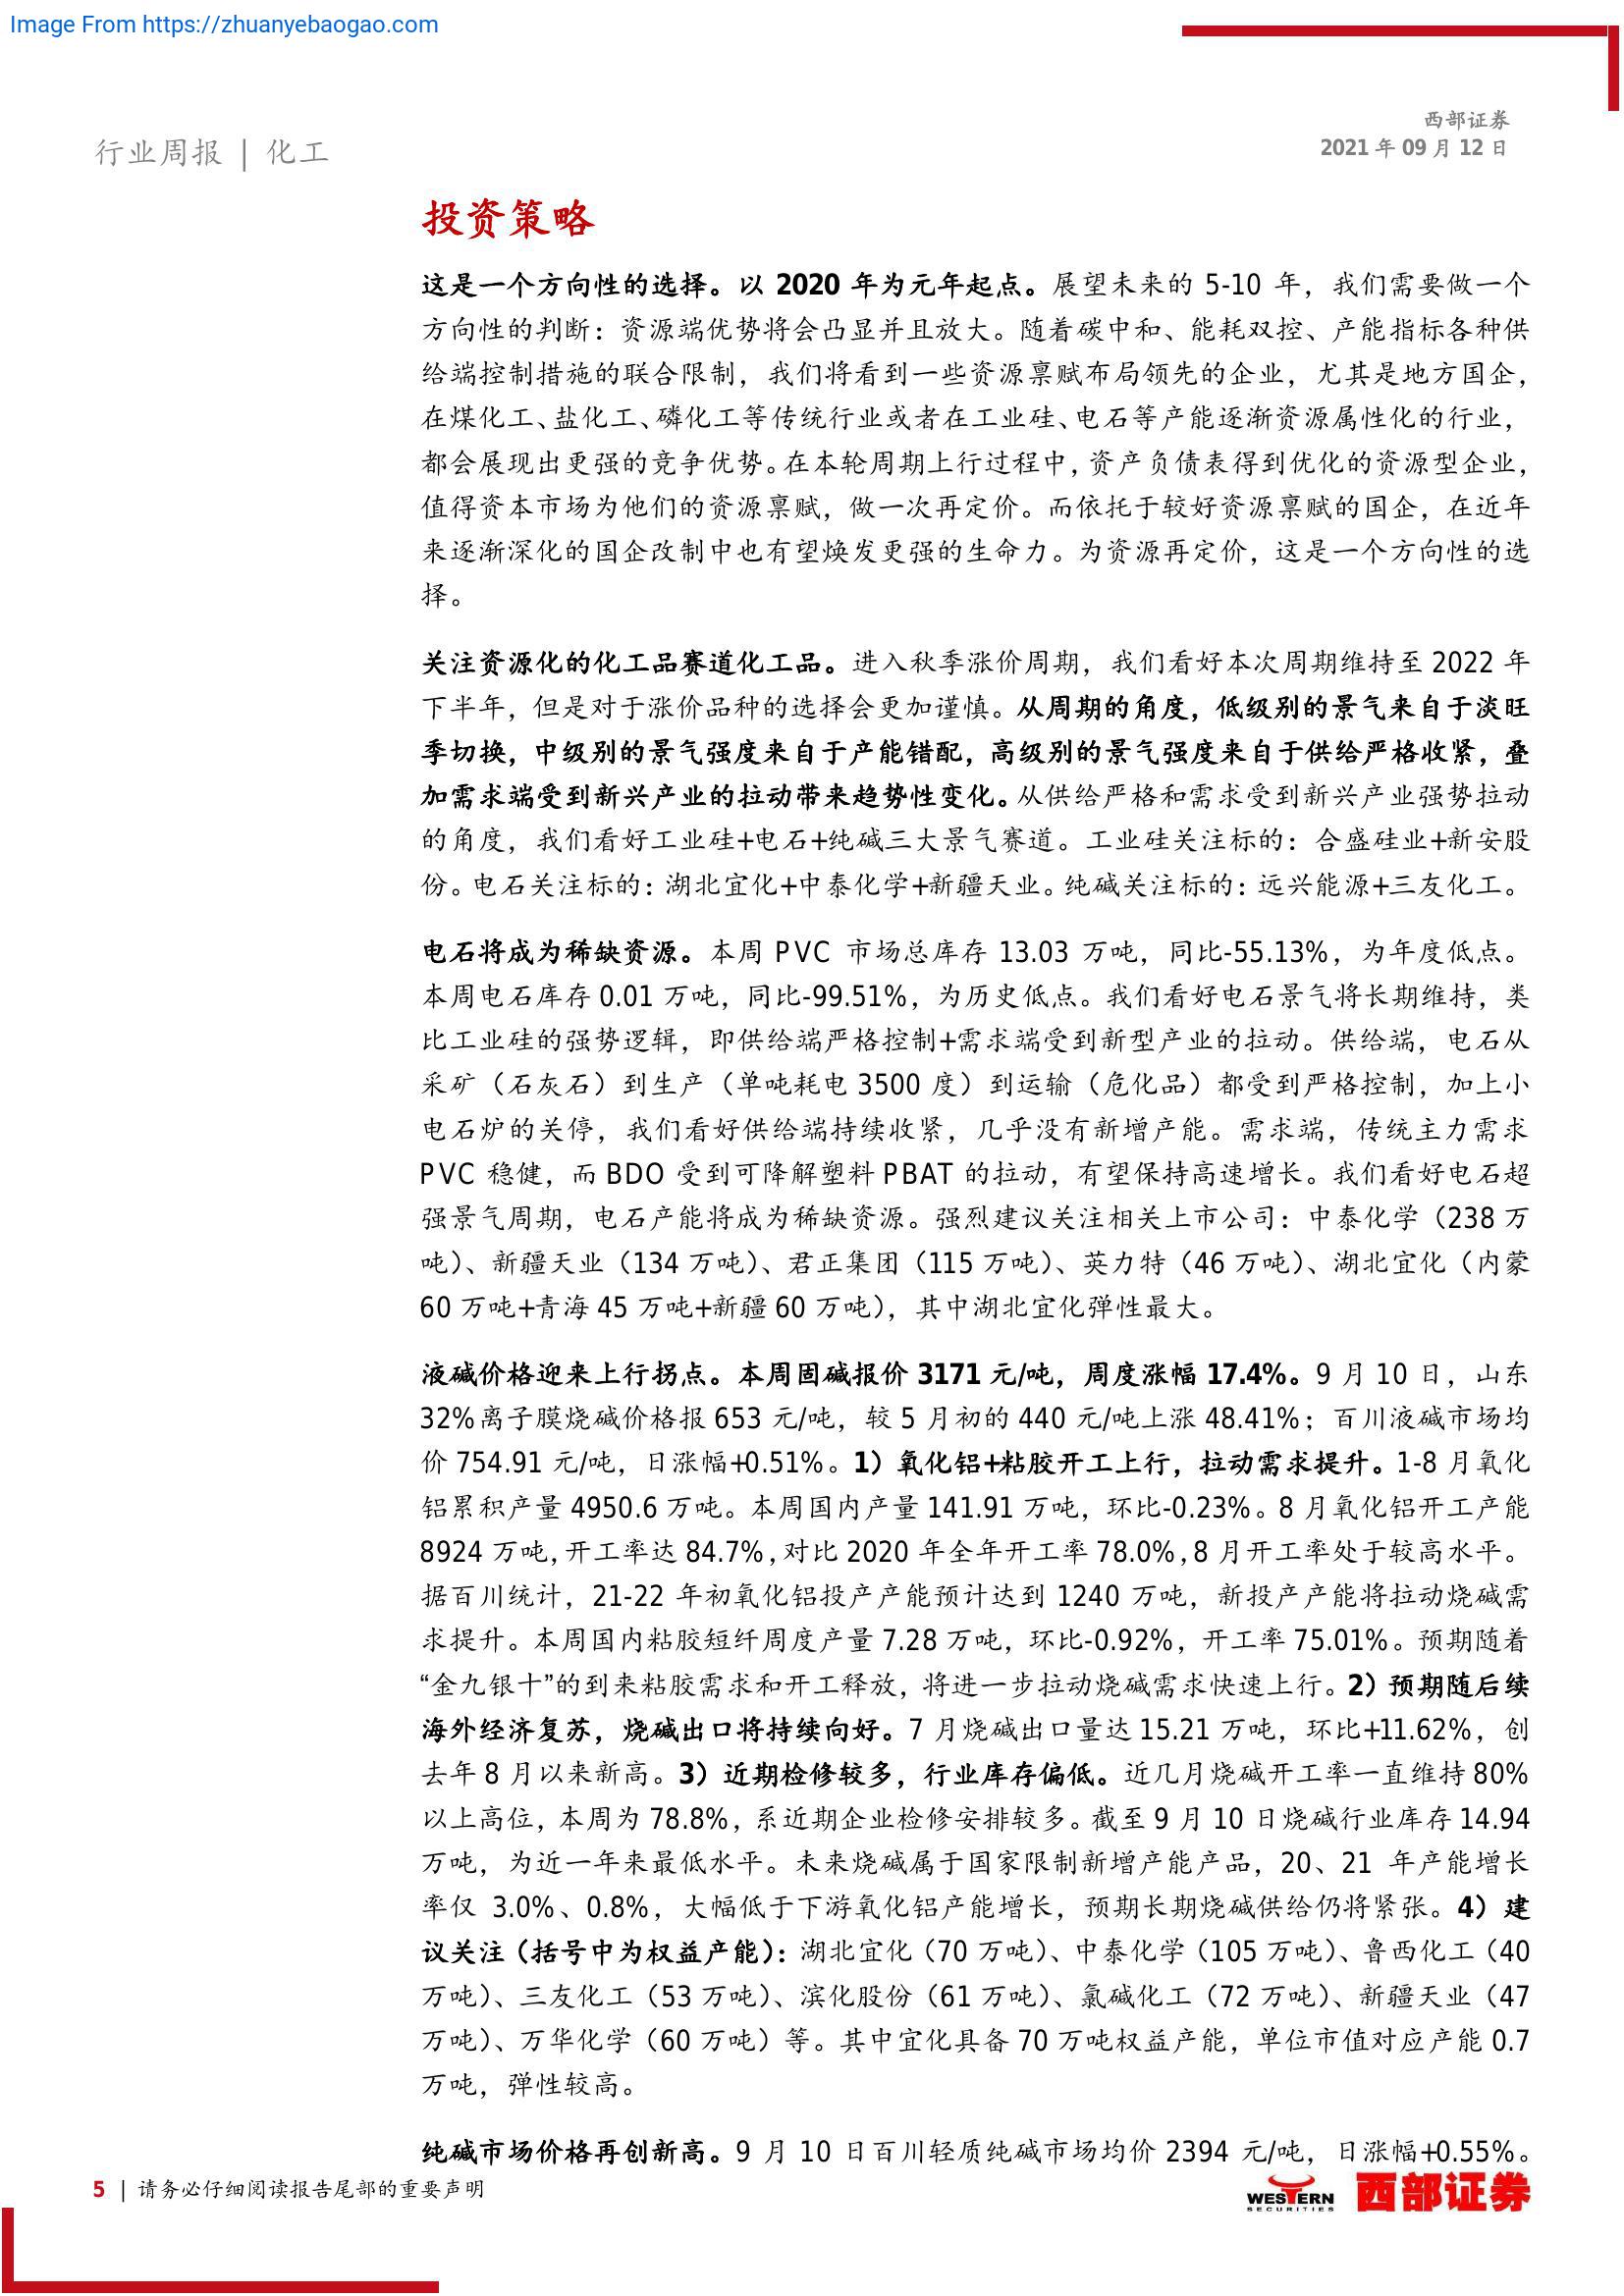 Image From https://zhuanyebaogao.com
西部证券
2021 年 09 月 12 日
行业周报 | 化工
投资策略
这是一个方向性的选择。以 2020 年为元年起点。展望未来的 5-10 年，我们需要做一个
方向性的判断：资源端优势将会凸显并且放大。随着碳中和、能耗双控、产能指标各种供
给端控制措施的联合限制，我们将看到一些资源禀赋布局领先的企业，尤其是地方国企，
在煤化工、盐化工、磷化工等传统行业或者在工业硅、电石等产能逐渐资源属性化的行业，
都会展现出更强的竞争优势。在本轮周期上行过程中，资产负债表得到优化的资源型企业，
值得资本市场为他们的资源禀赋，做一次再定价。而依托于较好资源禀赋的国企，在近年
来逐渐深化的国企改制中也有望焕发更强的生命力。为资源再定价，这是一个方向性的选
择。
关注资源化的化工品赛道化工品。进入秋季涨价周期，我们看好本次周期维持至 2022 年
下半年，但是对于涨价品种的选择会更加谨慎。从周期的角度，低级别的景气来自于淡旺
季切换，中级别的景气强度来自于产能错配，高级别的景气强度来自于供给严格收紧，叠
加需求端受到新兴产业的拉动带来趋势性变化。从供给严格和需求受到新兴产业强势拉动
的角度，我们看好工业硅+电石+纯碱三大景气赛道。工业硅关注标的：合盛硅业+新安股
份。电石关注标的：湖北宜化+中泰化学+新疆天业。纯碱关注标的：远兴能源+三友化工。
电石将成为稀缺资源。本周 PVC 市场总库存 13.03 万吨，同比-55.13%，为年度低点。
本周电石库存 0.01 万吨，同比-99.51%，为历史低点。我们看好电石景气将长期维持，类
比工业硅的强势逻辑，即供给端严格控制+需求端受到新型产业的拉动。供给端，电石从
采矿（石灰石）到生产（单吨耗电 3500 度）到运输（危化品）都受到严格控制，加上小
电石炉的关停，我们看好供给端持续收紧，几乎没有新增产能。需求端，传统主力需求
PVC 稳健，而 BDO 受到可降解塑料 PBAT 的拉动，有望保持高速增长。我们看好电石超
强景气周期，电石产能将成为稀缺资源。强烈建议关注相关上市公司：中泰化学（238 万
吨）、新疆天业（134 万吨）、君正集团（115 万吨）、英力特（46 万吨）、湖北宜化（内蒙
60 万吨+青海 45 万吨+新疆 60 万吨），其中湖北宜化弹性最大。
液碱价格迎来上行拐点。本周固碱报价 3171 元/吨，周度涨幅 17.4%。9 月 10 日，山东
32%离子膜烧碱价格报 653 元/吨，较 5 月初的 440 元/吨上涨 48.41%；百川液碱市场均
价 754.91 元/吨，日涨幅+0.51%。1）氧化铝+粘胶开工上行，拉动需求提升。1-8 月氧化
铝累积产量 4950.6 万吨。本周国内产量 141.91 万吨，环比-0.23%。8 月氧化铝开工产能
8924 万吨，开工率达 84.7%，对比 2020 年全年开工率 78.0%，8 月开工率处于较高水平。
据百川统计，21-22 年初氧化铝投产产能预计达到 1240 万吨，新投产产能将拉动烧碱需
求提升。本周国内粘胶短纤周度产量 7.28 万吨，环比-0.92%，开工率 75.01%。预期随着
“金九银十”的到来粘胶需求和开工释放，将进一步拉动烧碱需求快速上行。2）预期随后续
海外经济复苏，烧碱出口将持续向好。7 月烧碱出口量达 15.21 万吨，环比+11.62%，创
去年 8 月以来新高。3）近期检修较多，行业库存偏低。近几月烧碱开工率一直维持 80%
以上高位，本周为 78.8%，系近期企业检修安排较多。截至 9 月 10 日烧碱行业库存 14.94
万吨，为近一年来最低水平。未来烧碱属于国家限制新增产能产品，20、21 年产能增长
率仅 3.0%、0.8%，大幅低于下游氧化铝产能增长，预期长期烧碱供给仍将紧张。4）建
议关注（括号中为权益产能）：湖北宜化（70 万吨）、中泰化学（105 万吨）、鲁西化工（40
万吨）、三友化工（53 万吨）、滨化股份（61 万吨）、氯碱化工（72 万吨）、新疆天业（47
万吨）、万华化学（60 万吨）等。其中宜化具备 70 万吨权益产能，单位市值对应产能 0.7
万吨，弹性较高。
纯碱市场价格再创新高。9 月 10 日百川轻质纯碱市场均价 2394 元/吨，日涨幅+0.55%。
5 | 请务必仔细阅读报告尾部的重要声明
WESTERN
SECURITIES
西部证券